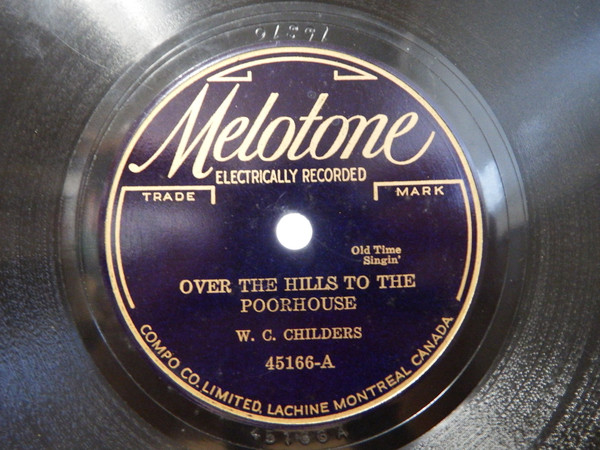 Melotone
ELECTRICALLY RECORDED
TRADE MARK
Old Time
Singin'
OVER THE HILLS TO THE
POORHOUSE
W. C. CHILDERS
45166-A
COMPO CO. LIMITED, LACHINE MONTREAL CANADA
45166A